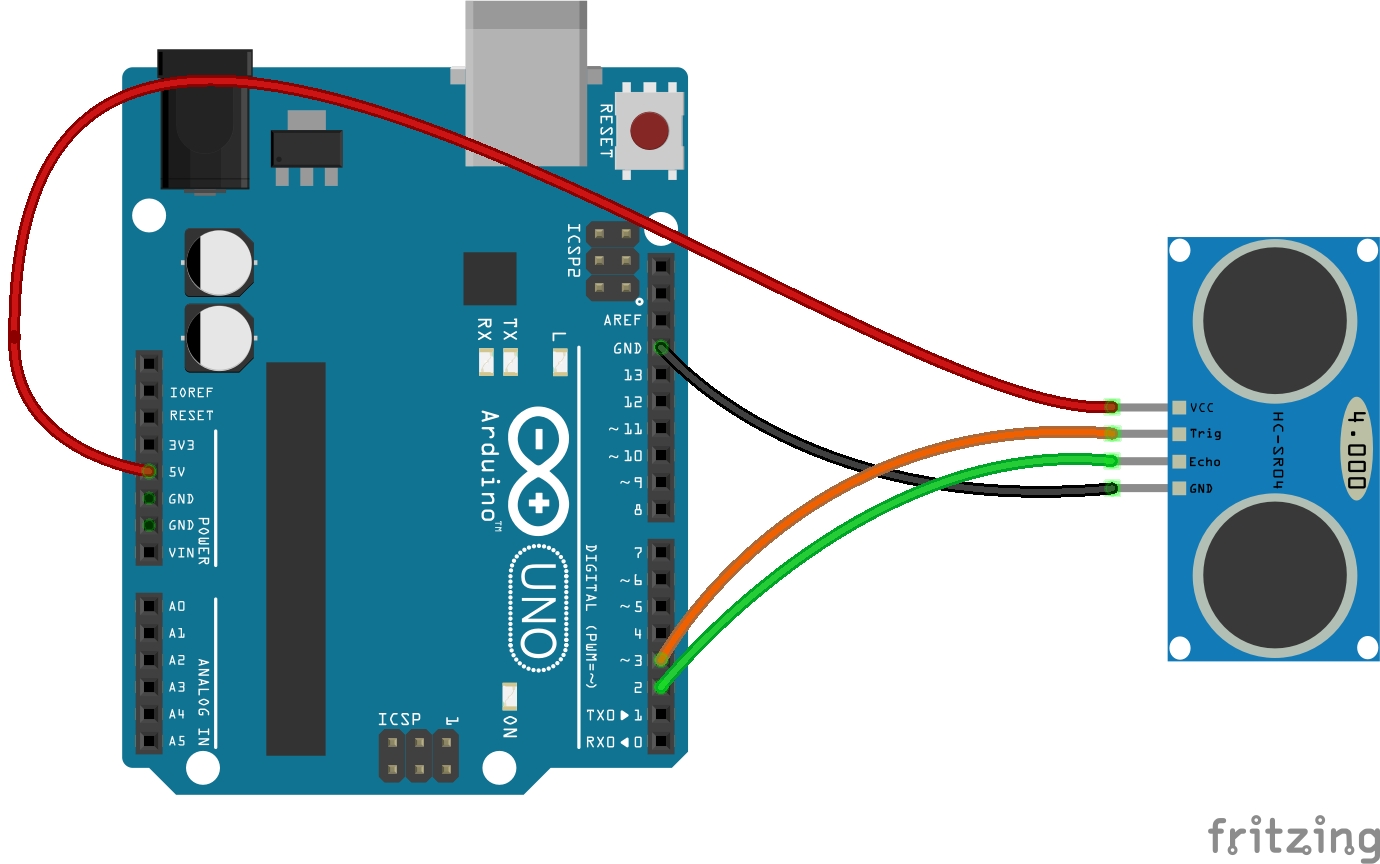 RESET
ICSP2
AREF
GND
13
12
~11
~10
~9
8
7
~6
~5
4
~3
2
TX0▶1
RX0◀0
RX
TX
L
IOREF
RESET
3V3
5V
GND
GND
VIN
POWER
A0
A1
A2
A3
A4
A5
ANALOG IN
Arduino™
UNO
DIGITAL (PWM=~)
ICSP
1
ON
VCC
Trig
Echo
GND
HC-SR04
4.000
fritzing